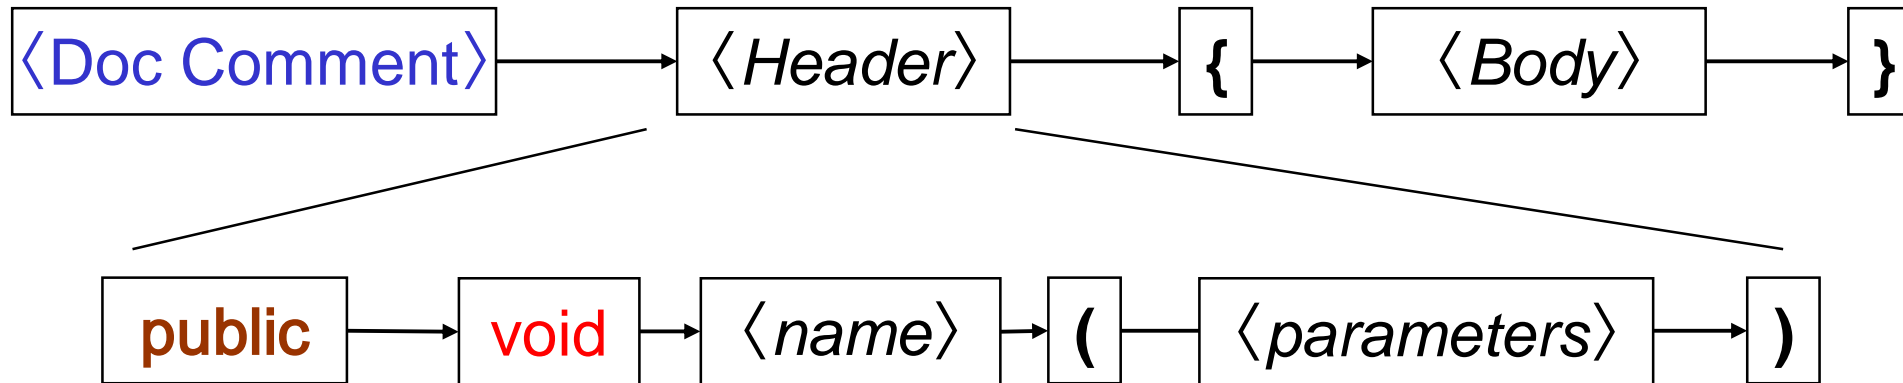 〈Doc Comment〉 〈Header〉 { 〈Body〉 }
public void 〈name〉 ( 〈parameters〉 )